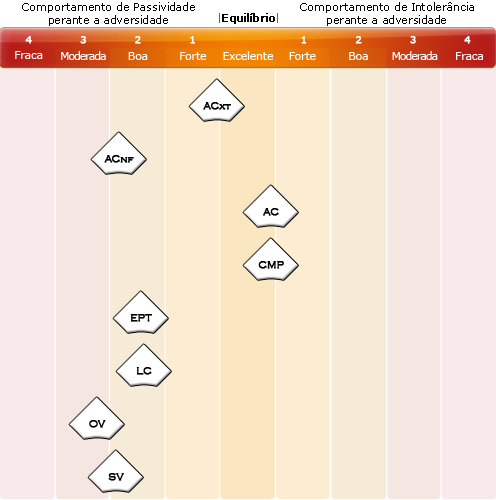 Comportamento de Passividade
perante a adversidade
|Equilíbrio|
Comportamento de Intolerância
perante a adversidade
4 3 2 1 1 2 3 4
Fraca Moderada Boa Forte Excelente Forte Boa Moderada Fraca
ACXT
ACNF
AC
CMP
EPT
LC
OV
SV